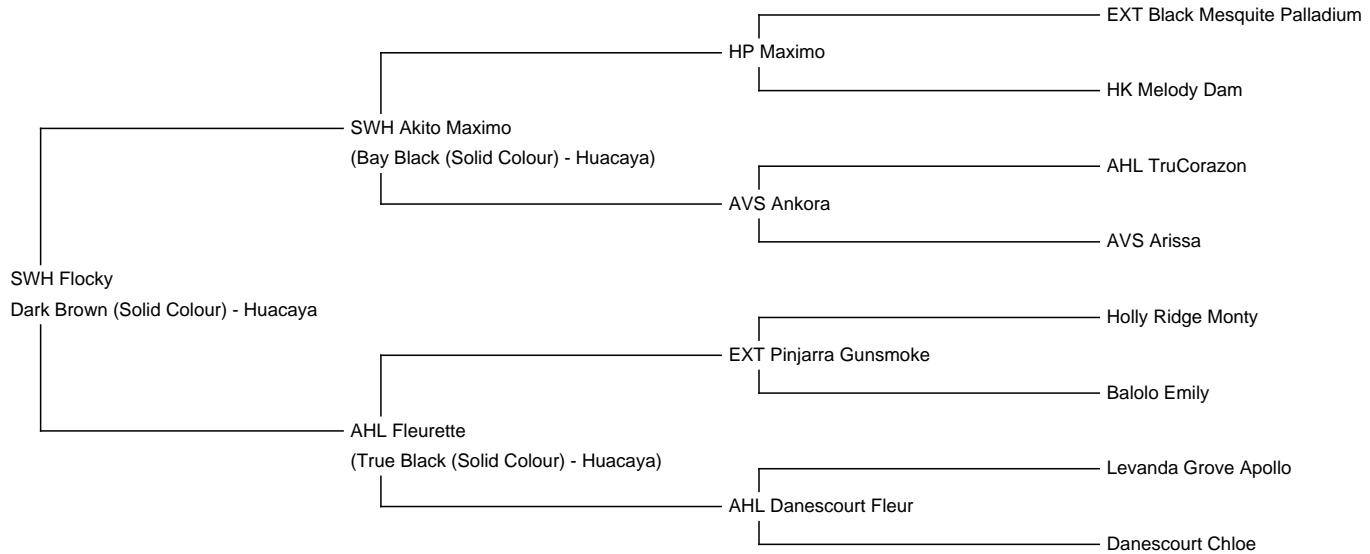 EXT Black Mesquite Palladium
HP Maximo
HK Melody Dam
SWH Akito Maximo
(Bay Black (Solid Colour) - Huacaya)
AHL TruCorazon
AVS Ankora
AVS Arissa
SWH Flocky
Dark Brown (Solid Colour) - Huacaya
Holly Ridge Monty
EXT Pinjarra Gunsmoke
Balolo Emily
AHL Fleurette
(True Black (Solid Colour) - Huacaya)
Levanda Grove Apollo
AHL Danescourt Fleur
Danescourt Chloe